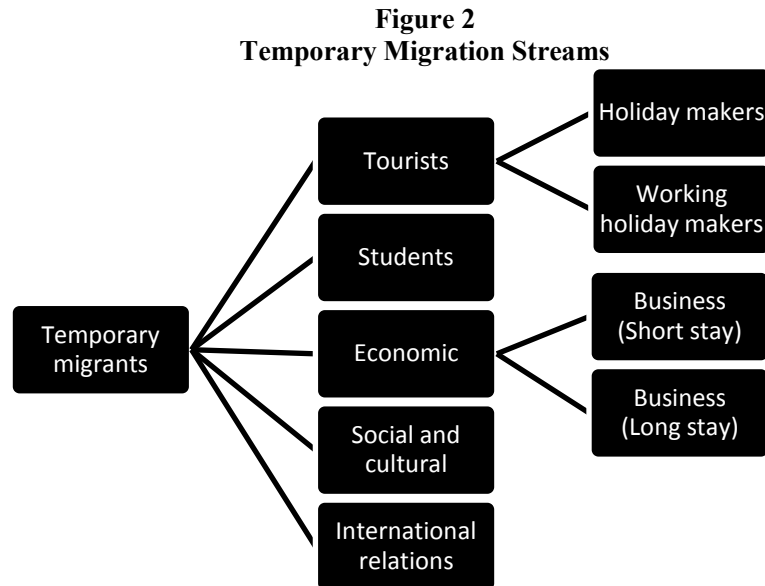 Figure 2
Temporary Migration Streams
Holiday makers
Tourists
Working
holiday makers
Students
Business
(Short stay)
Temporary
migrants
Economic
Business
(Long stay)
Social and
cultural
International
relations